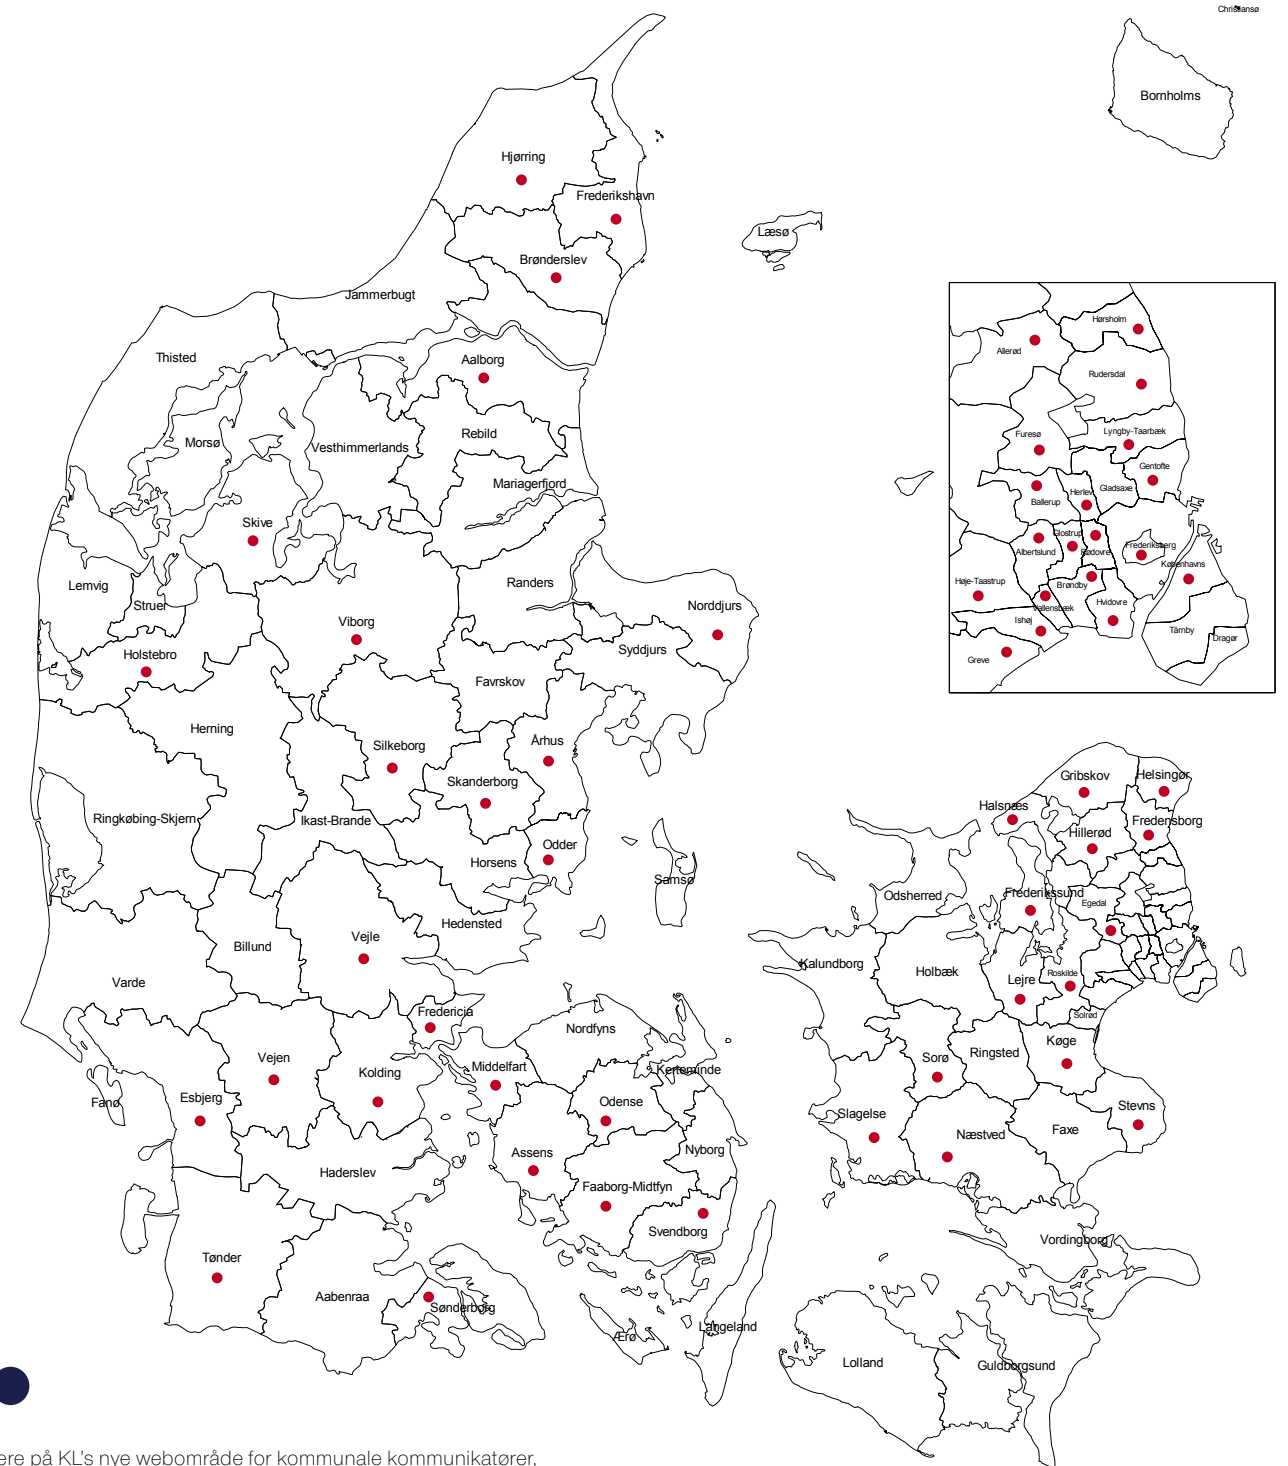 Christiansø
Bornholms
Hjørring
Frederikshavn
Læsø
Brønderslev
Jammerbugt
Thisted
Aalborg
Morsø
Vesthimmerlands
Rebild
Mariagerfjord
Skive
Lemvig
Struer
Randers
Norddjurs
Viborg
Syddjurs
Holstebro
Favrskov
Herning
Silkeborg
Århus
Skanderborg
Ringkøbing-Skjern
Ikast-Brande
Odder
Horsens
Samsø
Hedensted
Billund
Vejle
Varde
Fredericia
Nordfyns
Vejen
Kolding
Middelfart
Kerteminde
Fanø
Esbjerg
Odense
Assens
Nyborg
Haderslev
Faaborg-Midtfyn
Svendborg
Tønder
Aabenraa
Sønderborg
Ærø
Langeland
Hørsholm
Allerød
Rudersdal
Furesø
Lyngby-Taarbæk
Gentofte
Ballerup
Herlev
Gladsaxe
Albertslund
Glostrup
Rødovre
Frederiksberg
Københavns
Høje-Taastrup
Brøndby
Vallensbæk
Hvidovre
Ishøj
Tårnby
Dragør
Greve
Gribskov
Helsingør
Halsnæs
Hillerød
Fredensborg
Odsherred
Frederikssund
Egedal
Kalundborg
Holbæk
Lejre
Roskilde
Solrød
Sorø
Ringsted
Køge
Slagelse
Næstved
Faxe
Stevns
Vordingborg
Lolland
Guldborgsund
ere på KL's nye webområde for kommunale kommunikatører,